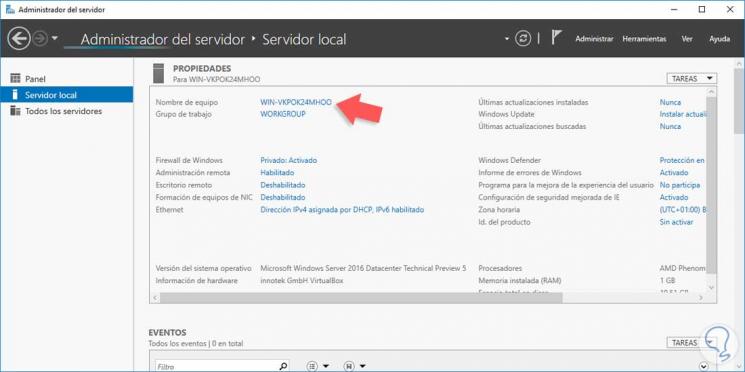 Administrador del servidor
Administrador del servidor ▸ Servidor local
Administrar Herramientas Ver Ayuda
Panel
Servidor local
Todos los servidores
PROPIEDADES
Para WIN-VKPOK24MHOO
TAREAS
Nombre de equipo WIN-VKPOK24MHOO Últimas actualizaciones instaladas Nunca
Grupo de trabajo WORKGROUP Windows Update Instalar actual
Últimas actualizaciones buscadas Nunca
Firewall de Windows Privado: Activado Windows Defender Protección en
Administración remota Habilitado Informe de errores de Windows Activado
Escritorio remoto Deshabilitado Programa para la mejora de la experiencia del usuario No participa
Formación de equipos de NIC Deshabilitado Configuración de seguridad mejorada de IE Activado
Ethernet Dirección IPv4 asignada por DHCP, IPv6 habilitado Zona horaria (UTC+01:00) B
Id. del producto Sin activar
Versión del sistema operativo Microsoft Windows Server 2016 Datacenter Technical Preview 5 Procesadores AMD Phenom
Información de hardware innotek GmbH VirtualBox Memoria instalada (RAM) 1 GB
EVENTOS
Todos los eventos | 0 en total
TAREAS
Filtro